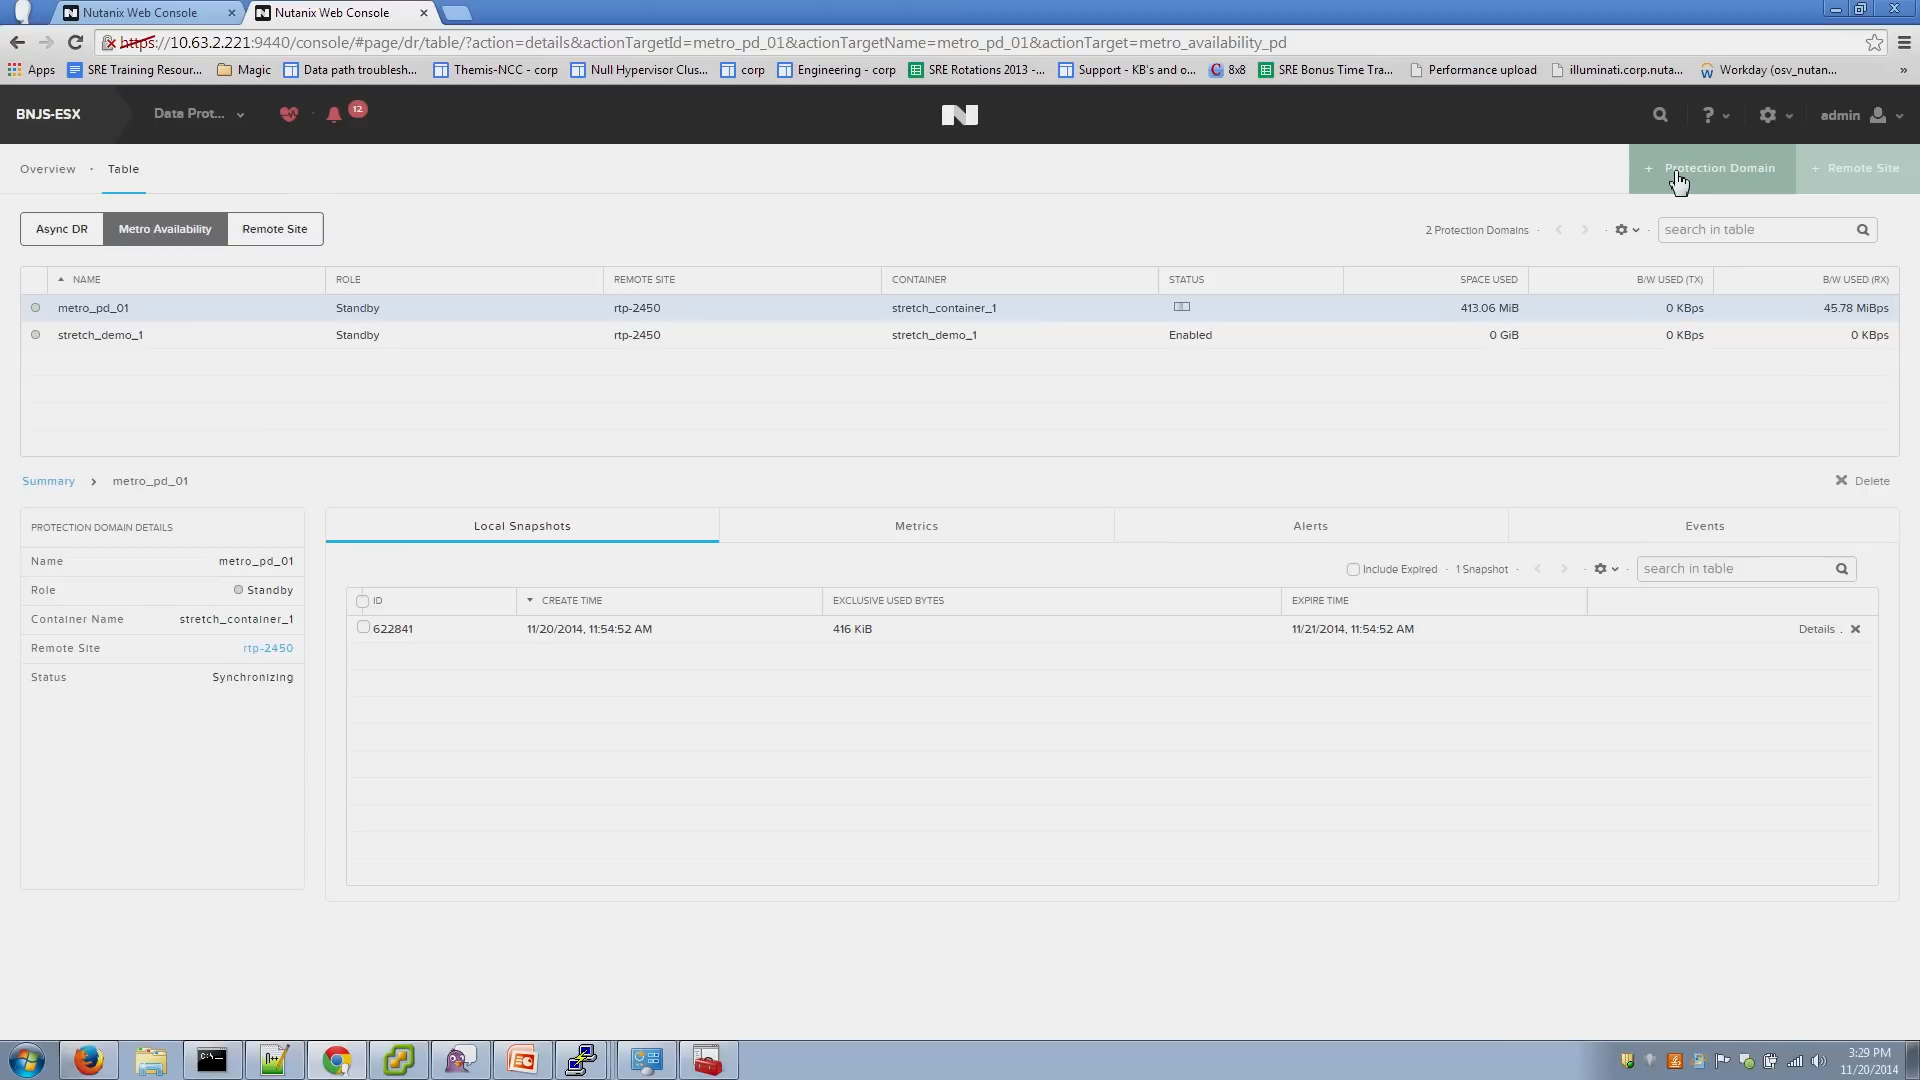 Nutanix Web Console × Nutanix Web Console ×
https://10.63.2.221:9440/console/#page/dr/table/?action=details&actionTargetId=metro_pd_01&actionTargetName=metro_pd_01&actionTarget=metro_availability_pd
Apps SRE Training Resour... Magic Data path troublesh... Themis-NCC - corp Null Hypervisor Clus... corp Engineering - corp SRE Rotations 2013 -... Support - KB's and o... 8x8 SRE Bonus Time Tra... Performance upload illuminati.corp.nuta... Workday (osv_nutan... »
BNJS-ESX Data Prot... 12 ? admin
Overview · Table + Protection Domain + Remote Site
Async DR Metro Availability Remote Site 2 Protection Domains · < > · search in table
NAME ROLE REMOTE SITE CONTAINER STATUS SPACE USED B/W USED (TX) B/W USED (RX)
metro_pd_01 Standby rtp-2450 stretch_container_1 413.06 MiB 0 KBps 45.78 MiBps
stretch_demo_1 Standby rtp-2450 stretch_demo_1 Enabled 0 GiB 0 KBps 0 KBps
Summary > metro_pd_01 × Delete
PROTECTION DOMAIN DETAILS
Name metro_pd_01
Role Standby
Container Name stretch_container_1
Remote Site rtp-2450
Status Synchronizing
Local Snapshots Metrics Alerts Events
Include Expired · 1 Snapshot · < > · search in table
ID CREATE TIME EXCLUSIVE USED BYTES EXPIRE TIME
622841 11/20/2014, 11:54:52 AM 416 KiB 11/21/2014, 11:54:52 AM Details . ×
3:29 PM
11/20/2014